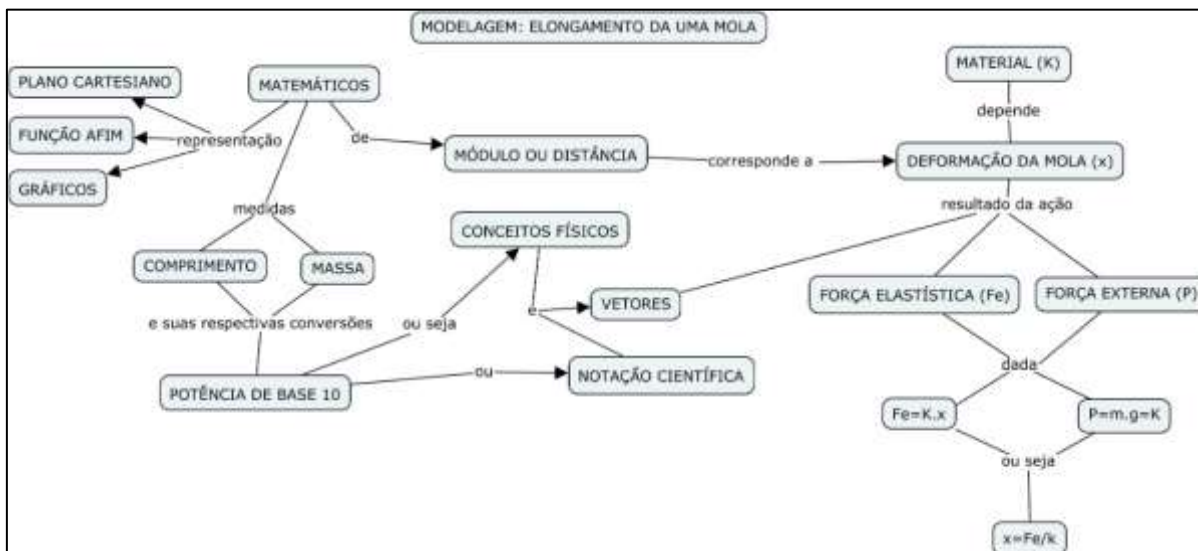 MODELAGEM: ELONGAMENTO DA UMA MOLA
PLANO CARTESIANO
MATEMÁTICOS
MATERIAL (K)
depende
FUNÇÃO AFIM
representação
de
MÓDULO OU DISTÂNCIA
corresponde a
DEFORMAÇÃO DA MOLA (x)
GRÁFICOS
resultado da ação
medidas
CONCEITOS FÍSICOS
COMPRIMENTO
MASSA
VETORES
FORÇA ELASTÍSTICA (Fe)
FORÇA EXTERNA (P)
e suas respectivas conversões
ou seja
e
dada
POTÊNCIA DE BASE 10
ou
NOTAÇÃO CIENTÍFICA
Fe=K.x
P=m.g=K
ou seja
x=Fe/k